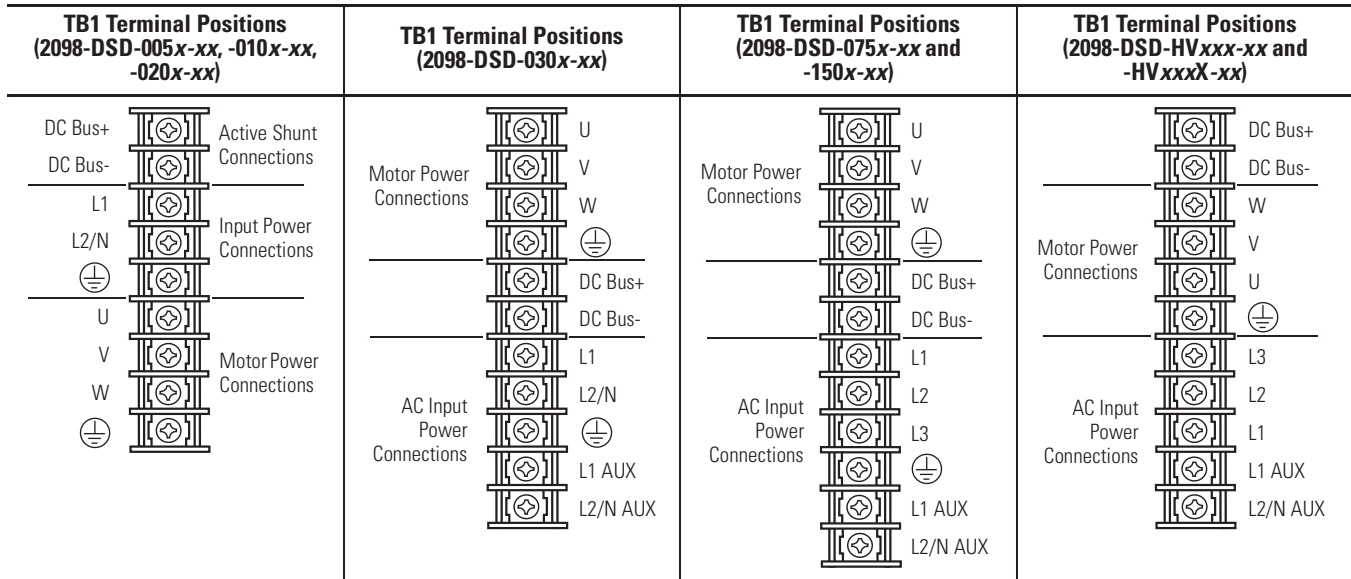 TB1 Terminal Positions
(2098-DSD-005x-xx, -010x-xx,
-020x-xx)
DC Bus+
DC Bus-
L1
L2/N
U
V
W
Active Shunt
Connections
Input Power
Connections
Motor Power
Connections
TB1 Terminal Positions
(2098-DSD-030x-xx)
Motor Power
Connections
AC Input
Power
Connections
U
V
W
DC Bus+
DC Bus-
L1
L2/N
L1 AUX
L2/N AUX
TB1 Terminal Positions
(2098-DSD-075x-xx and
-150x-xx)
Motor Power
Connections
AC Input
Power
Connections
U
V
W
DC Bus+
DC Bus-
L1
L2
L3
L1 AUX
L2/N AUX
TB1 Terminal Positions
(2098-DSD-HVxxx-xx and
-HVxxxX-xx)
Motor Power
Connections
AC Input
Power
Connections
DC Bus+
DC Bus-
W
V
U
L3
L2
L1
L1 AUX
L2/N AUX